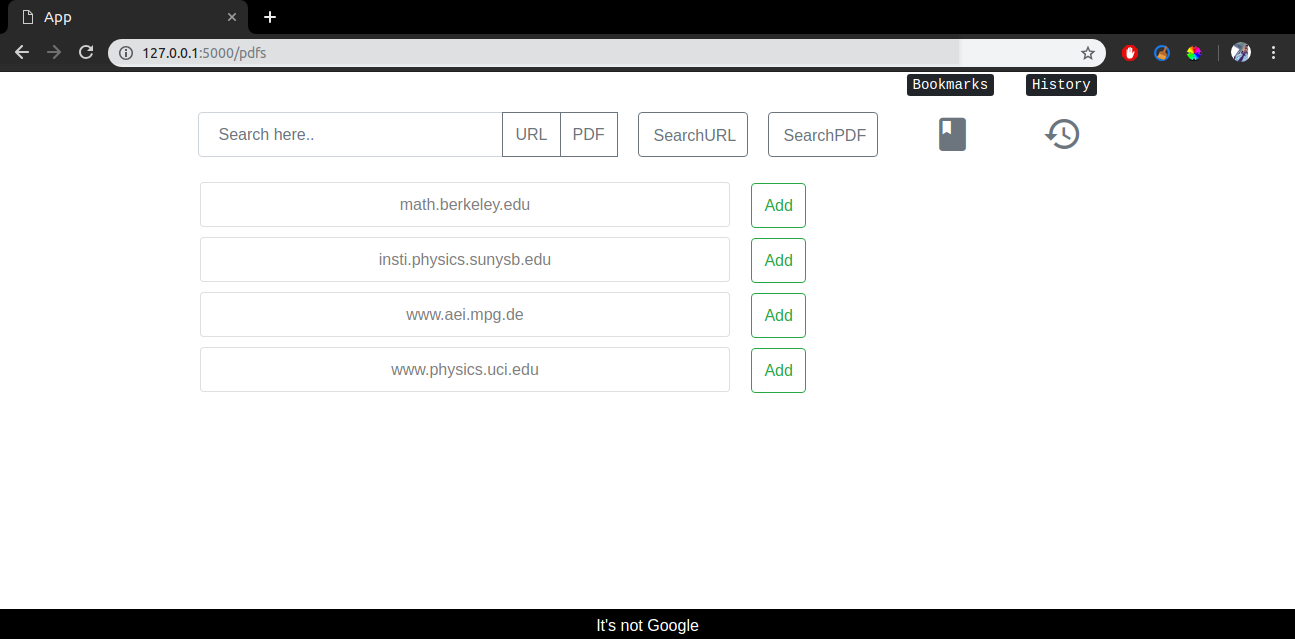 App
127.0.0.1:5000/pdfs
Bookmarks History
Search here.. URL PDF SearchURL SearchPDF
math.berkeley.edu Add
insti.physics.sunysb.edu Add
www.aei.mpg.de Add
www.physics.uci.edu Add
It's not Google